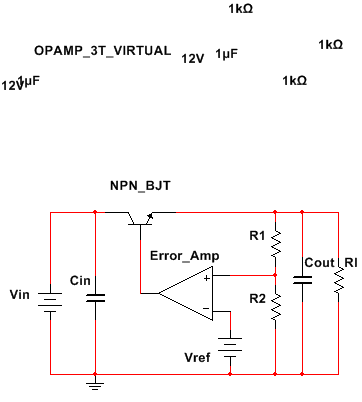 1kΩ
OPAMP_3T_VIRTUAL
12V
1µF
1kΩ
12V
1µF
1kΩ
NPN_BJT
R1
Error_Amp
+
Cout
Rl
Cin
Vin
R2
−
Vref